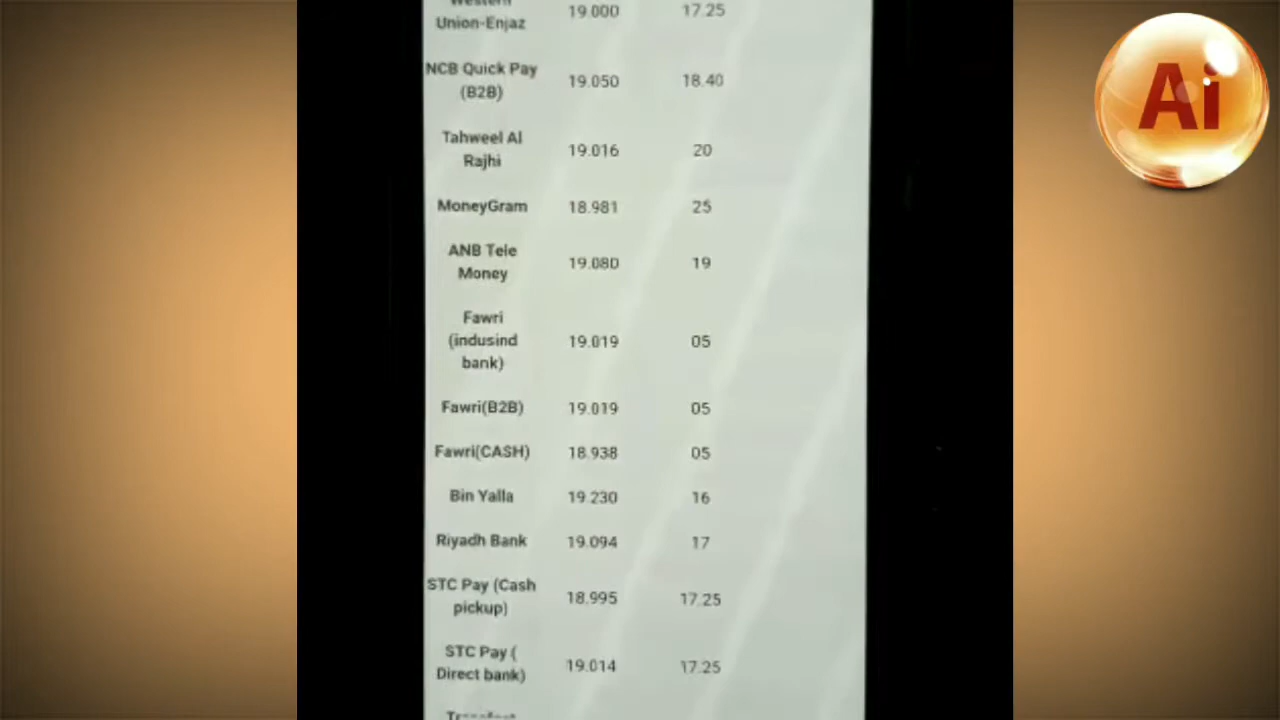 Western 19.000 17.25
Union-Enjaz
NCB Quick Pay 19.050 18.40
(B2B)
Tahweel Al 19.016 20
Rajhi
MoneyGram 18.981 25
ANB Tele 19.080 19
Money
Fawri
(indusind 19.019 05
bank)
Fawri(B2B) 19.019 05
Fawri(CASH) 18.938 05
Bin Yalla 19.230 16
Riyadh Bank 19.094 17
STC Pay (Cash 18.995 17.25
pickup)
STC Pay ( 19.014 17.25
Direct bank)
Ai